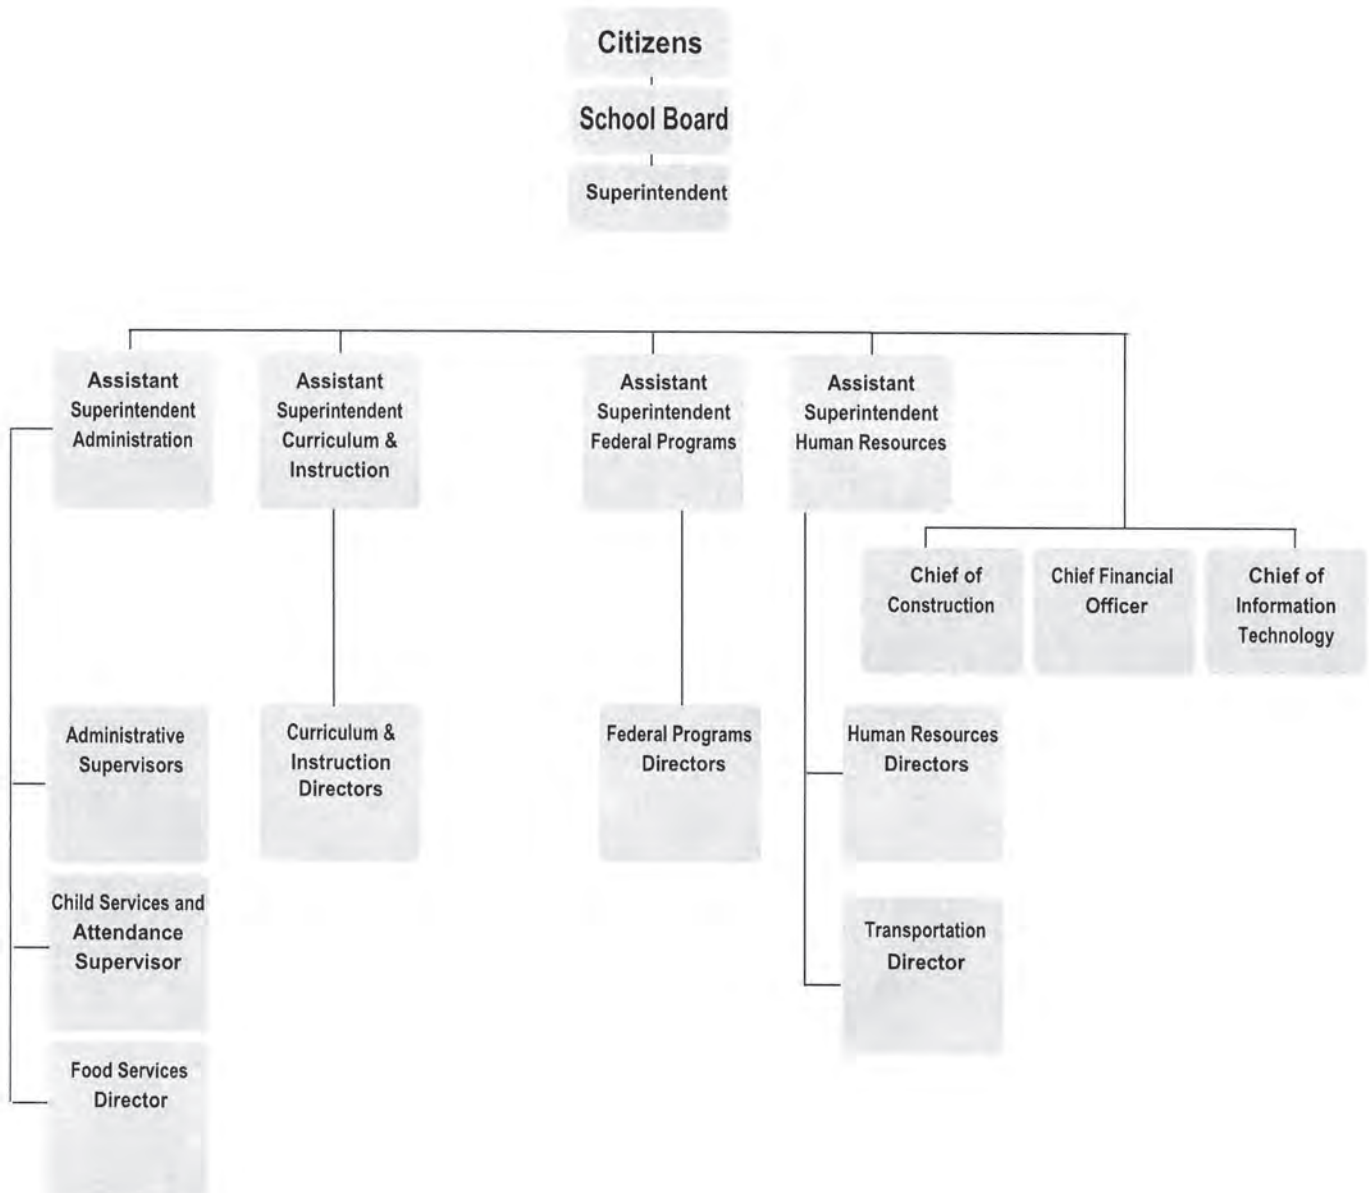 Citizens
School Board
Superintendent
Assistant
Superintendent
Administration
Assistant
Superintendent
Curriculum &
Instruction
Assistant
Superintendent
Federal Programs
Assistant
Superintendent
Human Resources
Chief of
Construction
Chief Financial
Officer
Chief of
Information
Technology
Administrative
Supervisors
Curriculum &
Instruction
Directors
Federal Programs
Directors
Human Resources
Directors
Child Services and
Attendance
Supervisor
Transportation
Director
Food Services
Director